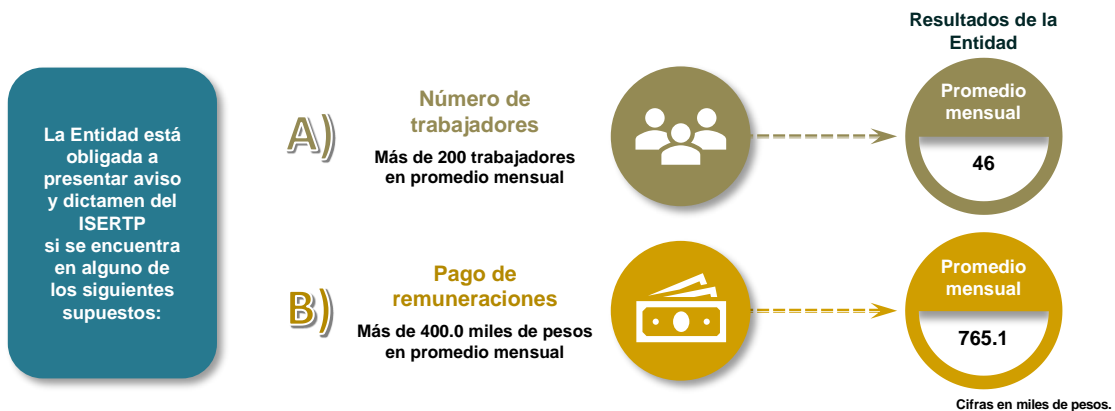 La Entidad está
obligada a
presentar aviso
y dictamen del
ISERTP
si se encuentra
en alguno de
los siguientes
supuestos:
A)
Número de
trabajadores
Más de 200 trabajadores
en promedio mensual
Resultados de la
Entidad
Promedio
mensual
46
B)
Pago de
remuneraciones
Más de 400.0 miles de pesos
en promedio mensual
Promedio
mensual
765.1
Cifras en miles de pesos.